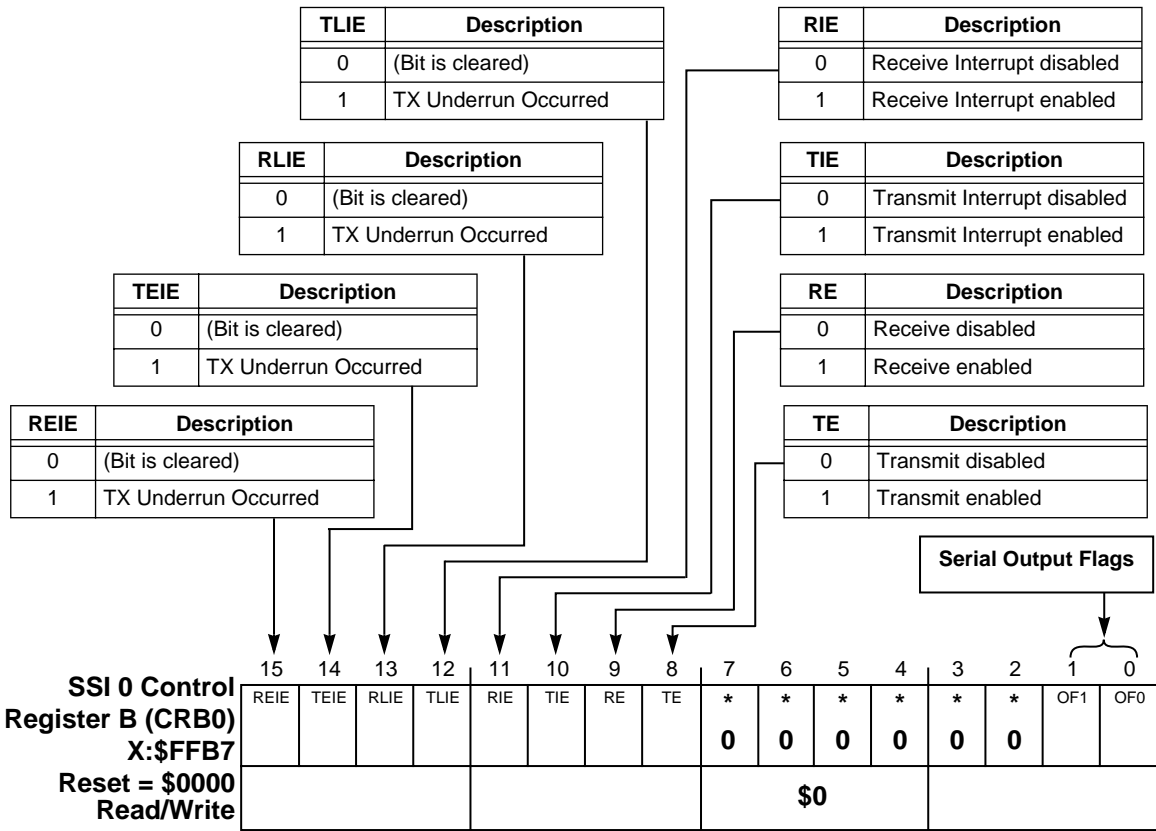 TLIE Description
0 (Bit is cleared)
1 TX Underrun Occurred
RIE Description
0 Receive Interrupt disabled
1 Receive Interrupt enabled
RLIE Description
0 (Bit is cleared)
1 TX Underrun Occurred
TIE Description
0 Transmit Interrupt disabled
1 Transmit Interrupt enabled
TEIE Description
0 (Bit is cleared)
1 TX Underrun Occurred
RE Description
0 Receive disabled
1 Receive enabled
REIE Description
0 (Bit is cleared)
1 TX Underrun Occurred
TE Description
0 Transmit disabled
1 Transmit enabled
Serial Output Flags
15 14 13 12 11 10 9 8 7 6 5 4 3 2 1 0
SSI 0 Control
Register B (CRB0)
X:$FFB7
Reset = $0000
Read/Write
REIE TEIE RLIE TLIE RIE TIE RE TE * * * * * * OF1 OF0
0 0 0 0 0 0
$0